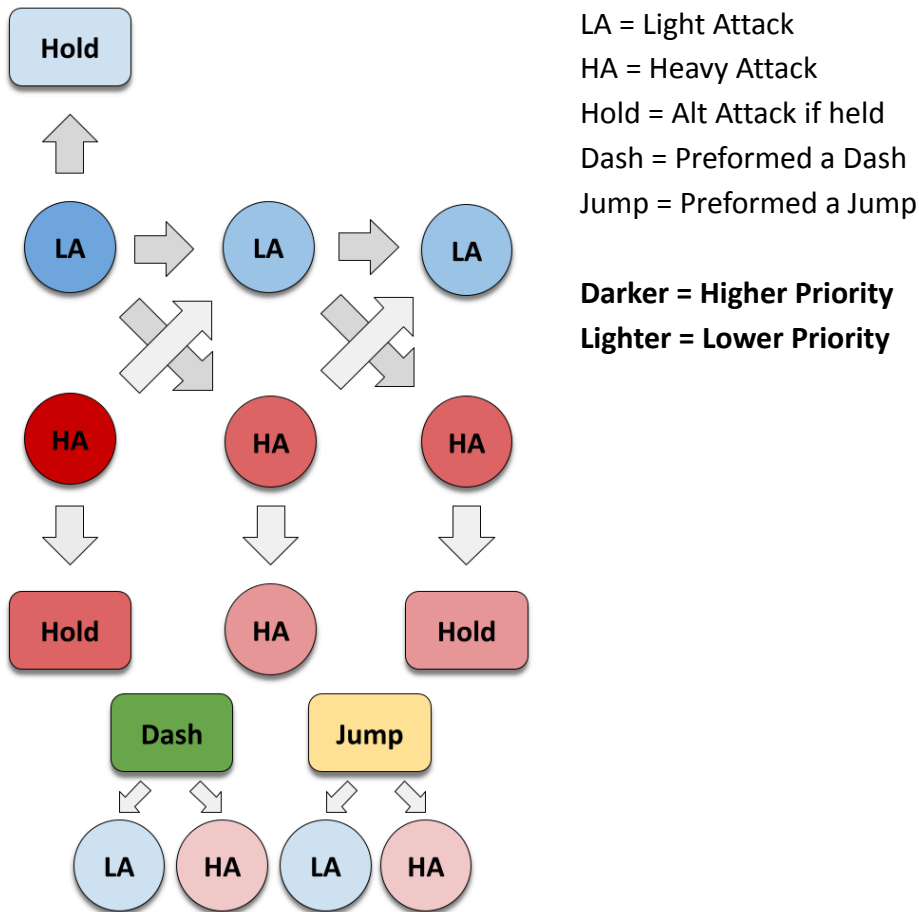 Hold
LA = Light Attack
HA = Heavy Attack
Hold = Alt Attack if held
Dash = Preformed a Dash
Jump = Preformed a Jump
Darker = Higher Priority
Lighter = Lower Priority
LA
LA
LA
HA
HA
HA
Hold
HA
Hold
Dash
Jump
LA
HA
LA
HA